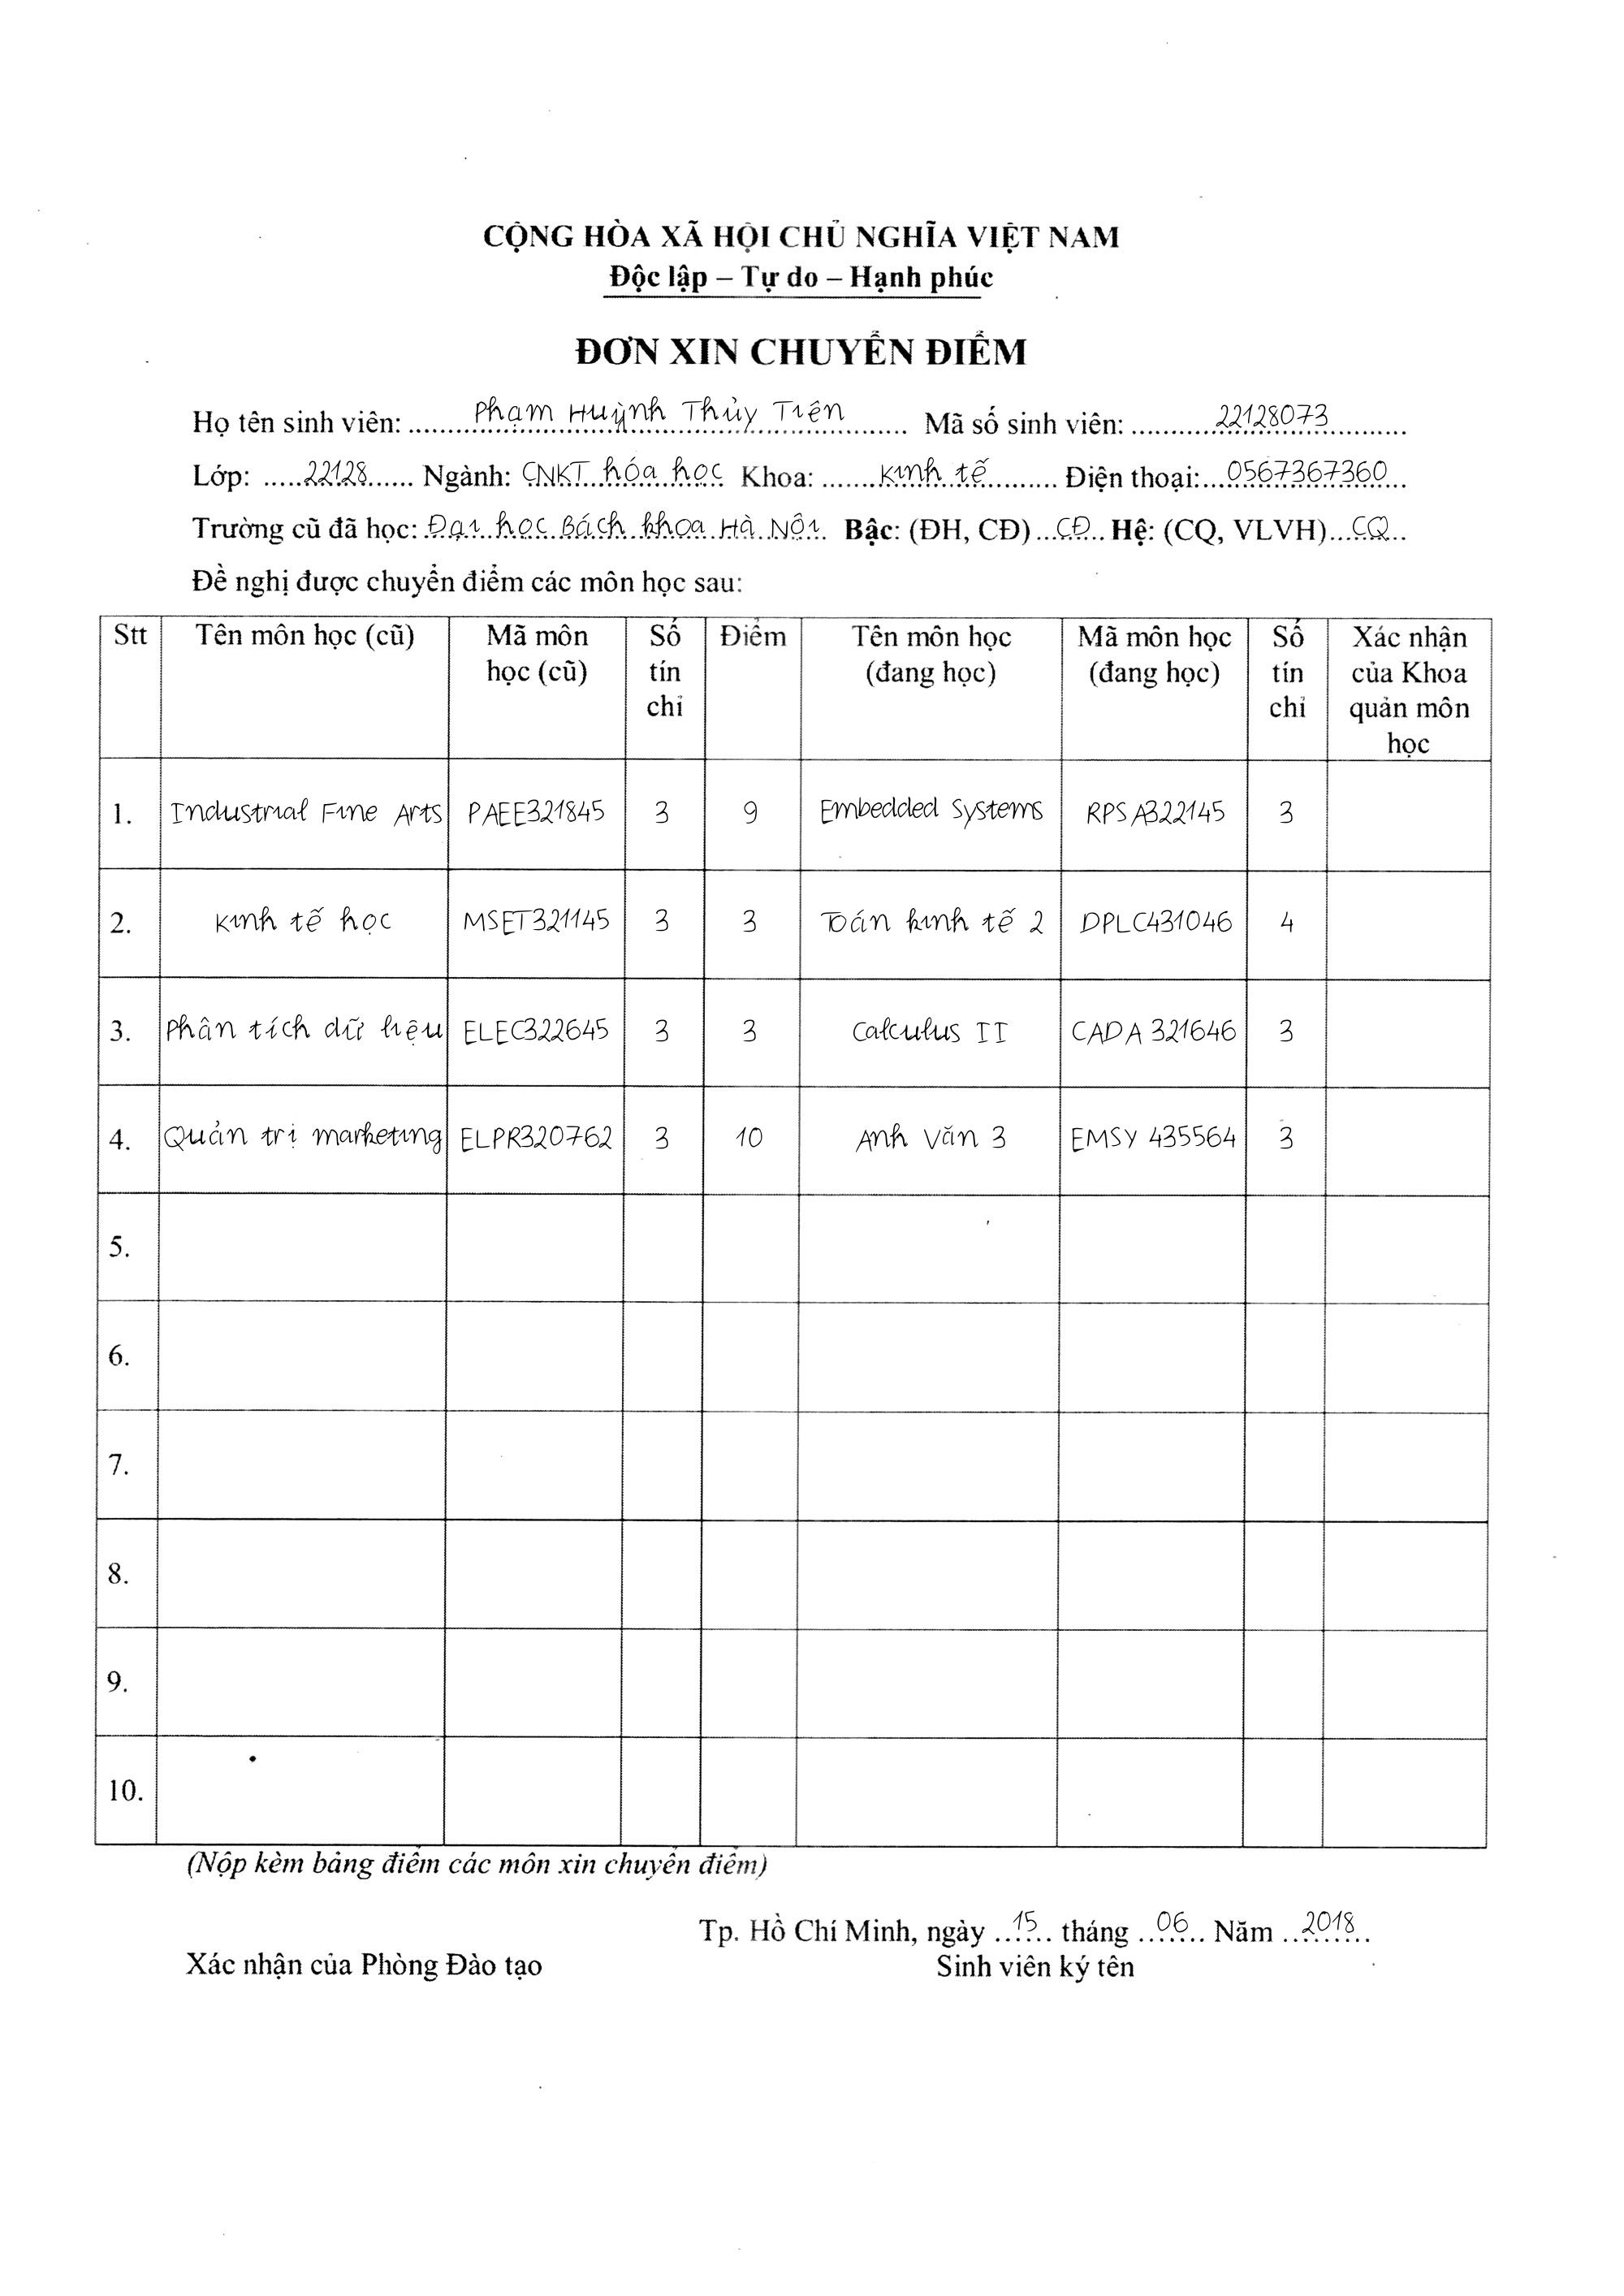 CỘNG HÒA XÃ HỘI CHỦ NGHĨA VIỆT NAM
Độc lập – Tự do – Hạnh phúc
ĐƠN XIN CHUYỂN ĐIỂM
Họ tên sinh viên: Phạm Huỳnh Thủy Tiên Mã số sinh viên: 22128073
Lớp: 22128 Ngành: CNKT hóa học Khoa: Kinh tế Điện thoại: 0567367360
Trường cũ đã học: Đại học Bách khoa Hà Nội Bậc: (ĐH, CĐ) CĐ Hệ: (CQ, VLVH) CQ
Đề nghị được chuyển điểm các môn học sau:
Stt Tên môn học (cũ) Mã môn học (cũ) Số tín chỉ Điểm Tên môn học (đang học) Mã môn học (đang học) Số tín chỉ Xác nhận của Khoa quản môn học
1. Industrial Fine Arts PAEE321845 3 9 Embedded Systems RPSA322145 3
2. Kinh tế học MSET321145 3 3 Toán kinh tế 2 DPLC431046 4
3. Phân tích dữ liệu ELEC322645 3 3 Calculus II CADA 321646 3
4. Quản trị marketing ELPR320762 3 10 Anh Văn 3 EMSY 435564 3
5.
6.
7.
8.
9.
10.
(Nộp kèm bảng điểm các môn xin chuyển điểm)
Tp. Hồ Chí Minh, ngày 15 tháng 06 Năm 2018
Xác nhận của Phòng Đào tạo Sinh viên ký tên